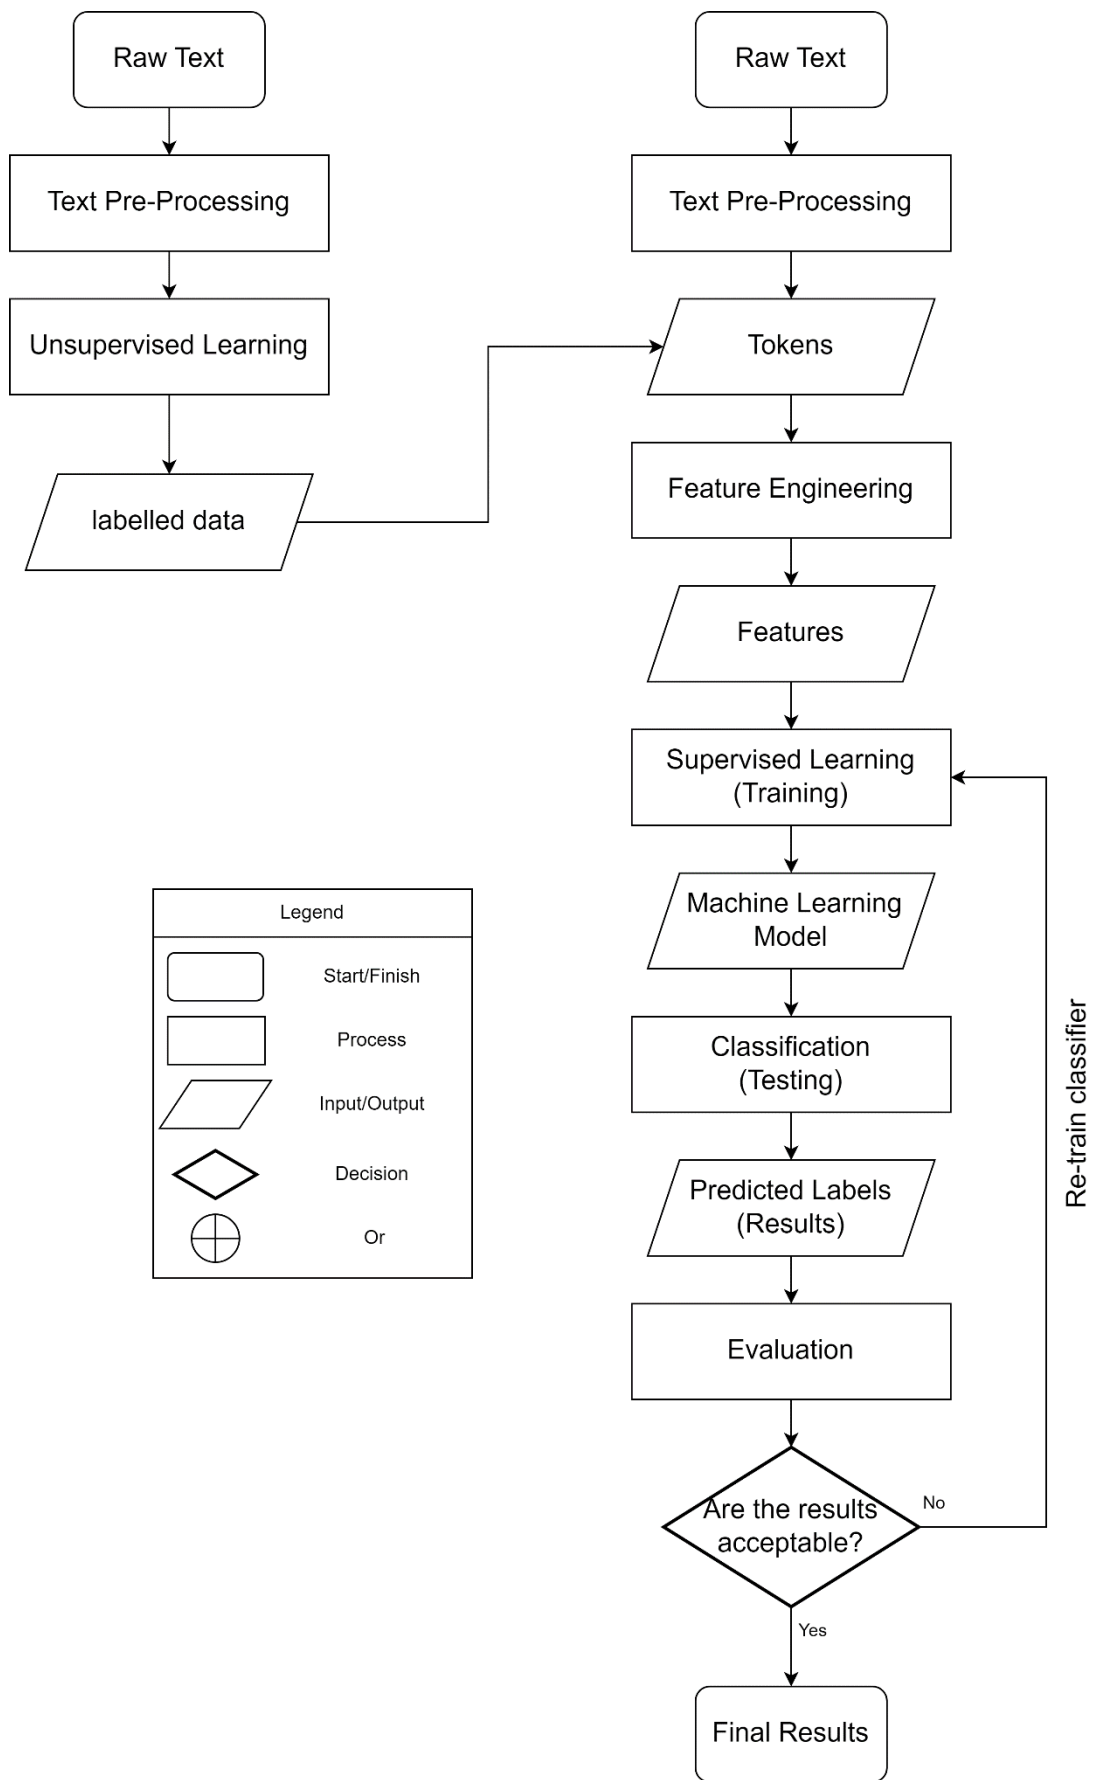 Raw Text
Text Pre-Processing
Unsupervised Learning
labelled data
Raw Text
Text Pre-Processing
Tokens
Feature Engineering
Features
Supervised Learning
(Training)
Machine Learning
Model
Classification
(Testing)
Predicted Labels
(Results)
Evaluation
Are the results
acceptable?
No
Re-train classifier
Yes
Final Results
Legend
Start/Finish
Process
Input/Output
Decision
Or